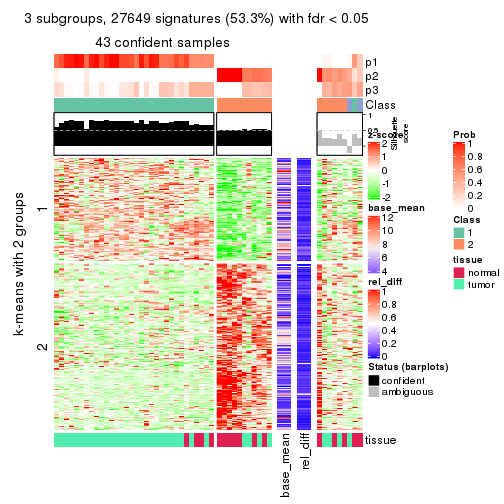 3 subgroups, 27649 signatures (53.3%) with fdr < 0.05
43 confident samples
p1
p2
p3
Class
1
0.5
Silhouette
score
k-means with 2 groups
1
2
base_mean
rel_diff
tissue
z-score
2
1
0
-1
-2
base_mean
12
10
8
6
4
rel_diff
1
0.8
0.6
0.4
0.2
0
Status (barplots)
confident
ambiguous
Prob
1
0.8
0.6
0.4
0.2
0
Class
1
2
tissue
normal
tumor